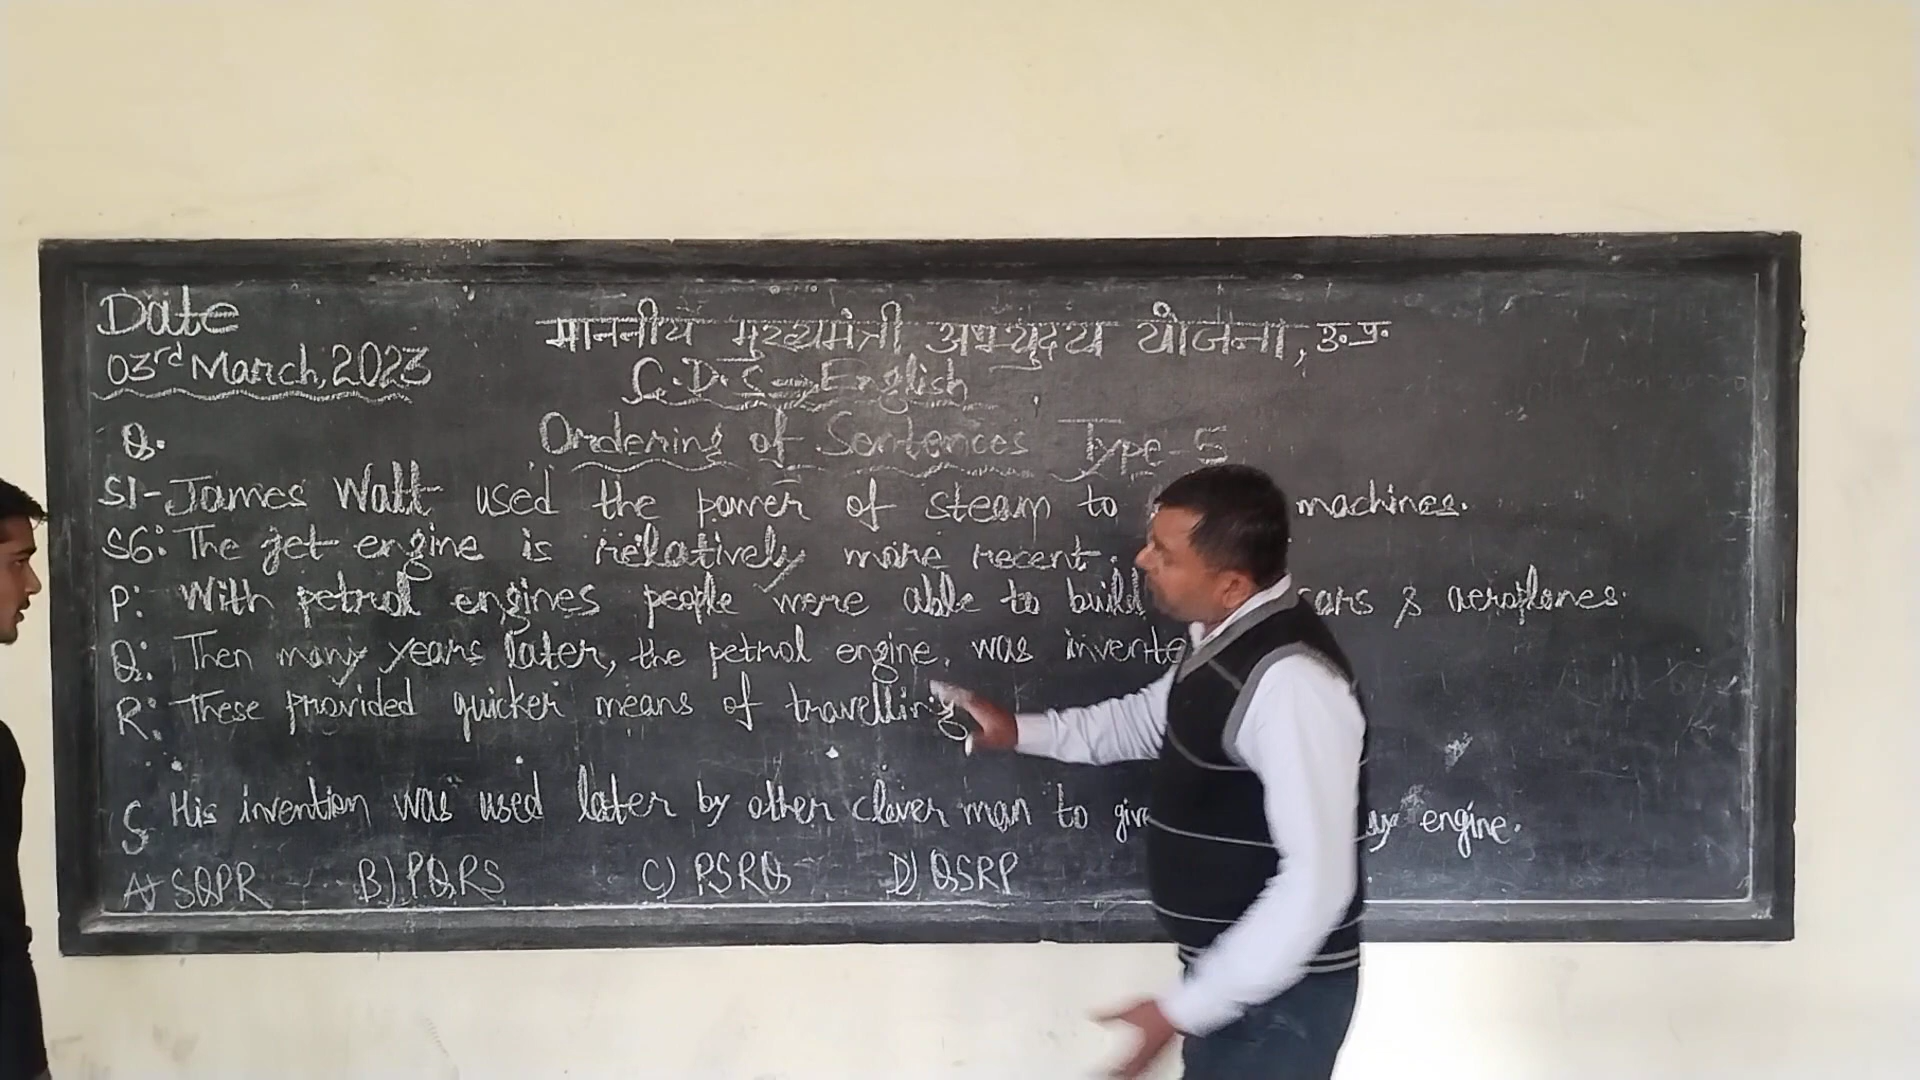 Date
03rd March, 2023
माननीय मुख्यमंत्री अभ्युदय योजना, उ.प्र.
C.D.S - English
Ordering of Sentences Type-5
Q.
S1- James Watt used the power of steam to machines.
S6: The jet engine is relatively more recent.
P: With petrol engines people were able to build cars & aeroplanes.
Q: Then many years later, the petrol engine, was invente
R: These provided quicker means of travelling
S His invention was used later by other clever man to giv engine.
A) SQPR B) PQRS C) PSRQ D) QSRP